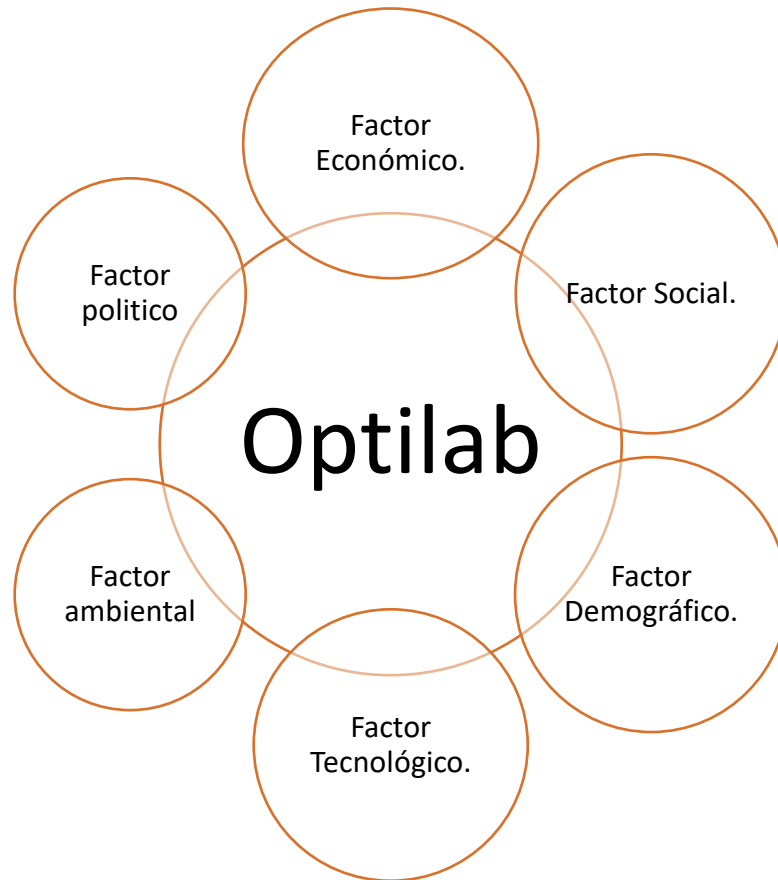 Factor
Económico.
Factor Social.
Factor
Demográfico.
Factor
Tecnológico.
Factor
ambiental
Factor
politico
Optilab